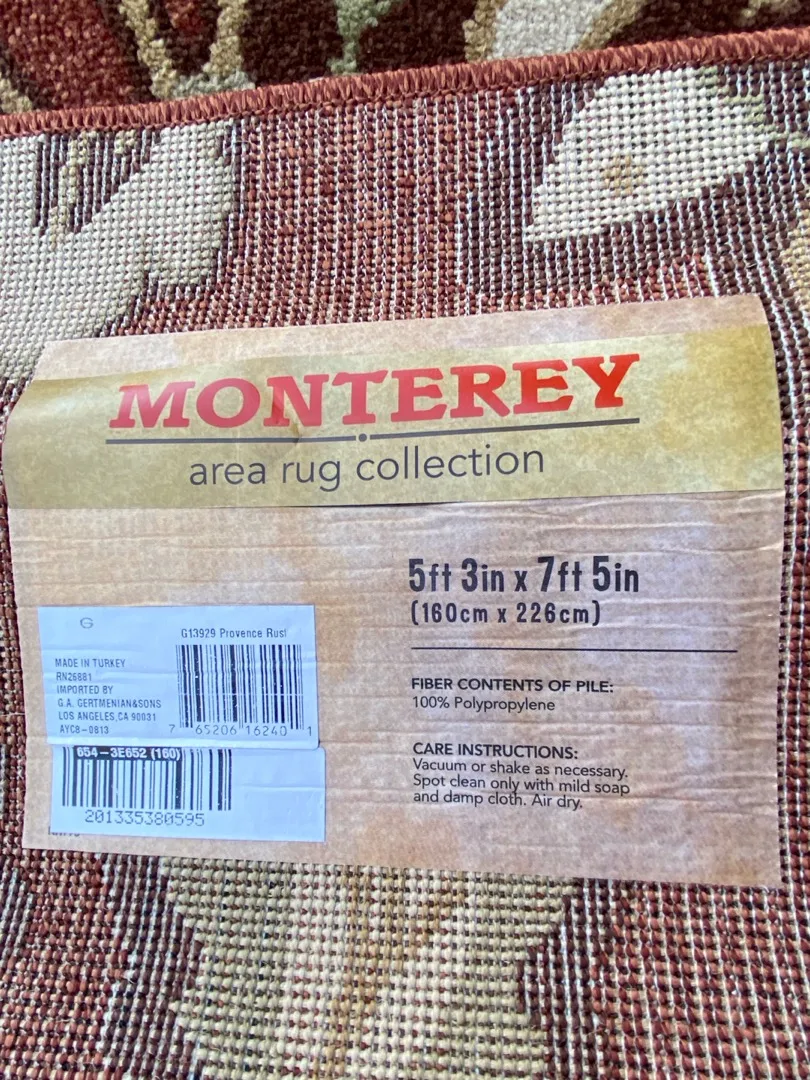 MONTEREY
area rug collection
5ft 3in x 7ft 5in
(160cm x 226cm)
FIBER CONTENTS OF PILE:
100% Polypropylene
CARE INSTRUCTIONS:
Vacuum or shake as necessary.
Spot clean only with mild soap
and damp cloth. Air dry.
G
G13929 Provence Rust
MADE IN TURKEY
RN26881
IMPORTED BY
G.A. GERTMENIAN&SONS
LOS ANGELES,CA 90031
AYC8-0813
7 65206 16240 1
654-3E652 (160)
201335380595